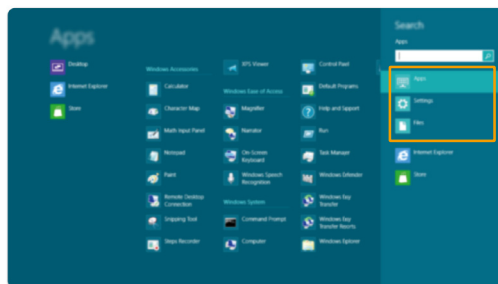 Apps
Desktop
Internet Explorer
Store
Windows Accessories
Calculator
Character Map
Math Input Panel
Notepad
Paint
Remote Desktop
Connection
Snipping Tool
Steps Recorder
XPS Viewer
Windows Ease of Access
Magnifier
Narrator
On-Screen
Keyboard
Windows Speech
Recognition
Windows System
Command Prompt
Computer
Control Panel
Default Programs
Help and Support
Run
Task Manager
Windows Defender
Windows Easy
Transfer
Windows Easy
Transfer Reports
Windows Explorer
Search
Apps
Apps
Settings
Files
Internet Explorer
Store